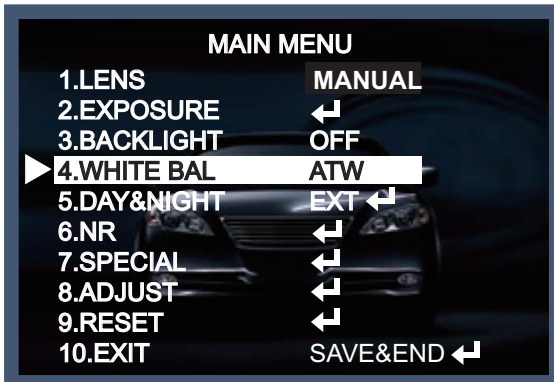 MAIN MENU
1.LENS MANUAL
2.EXPOSURE ↵
3.BACKLIGHT OFF
4.WHITE BAL ATW
5.DAY&NIGHT EXT ↵
6.NR ↵
7.SPECIAL ↵
8.ADJUST ↵
9.RESET ↵
10.EXIT SAVE&END ↵